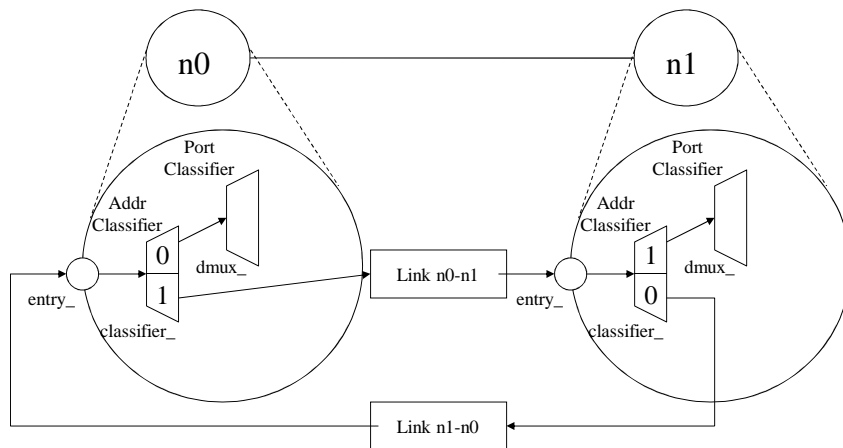 n0
n1
Port
Classifier
Addr
Classifier
0
1
dmux_
entry_
classifier_
Link n0-n1
Port
Classifier
Addr
Classifier
1
0
dmux_
entry_
classifier_
Link n1-n0